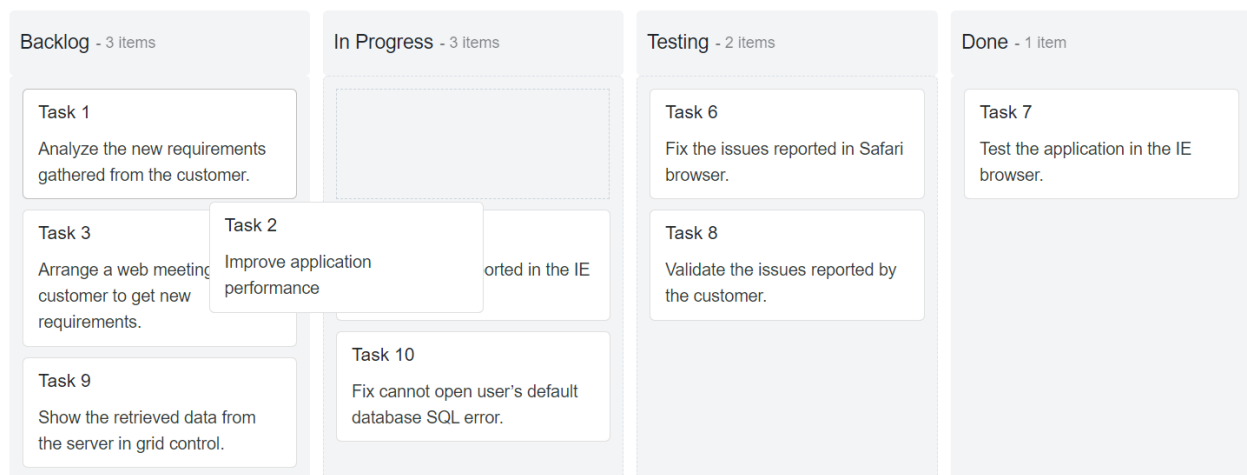 Backlog - 3 items
In Progress - 3 items
Testing - 2 items
Done - 1 item
Task 1
Analyze the new requirements
gathered from the customer.
Task 3
Arrange a web meeting
customer to get new
requirements.
Task 9
Show the retrieved data from
the server in grid control.
Task 2
Improve application
performance
orted in the IE
Task 10
Fix cannot open user’s default
database SQL error.
Task 6
Fix the issues reported in Safari
browser.
Task 8
Validate the issues reported by
the customer.
Task 7
Test the application in the IE
browser.